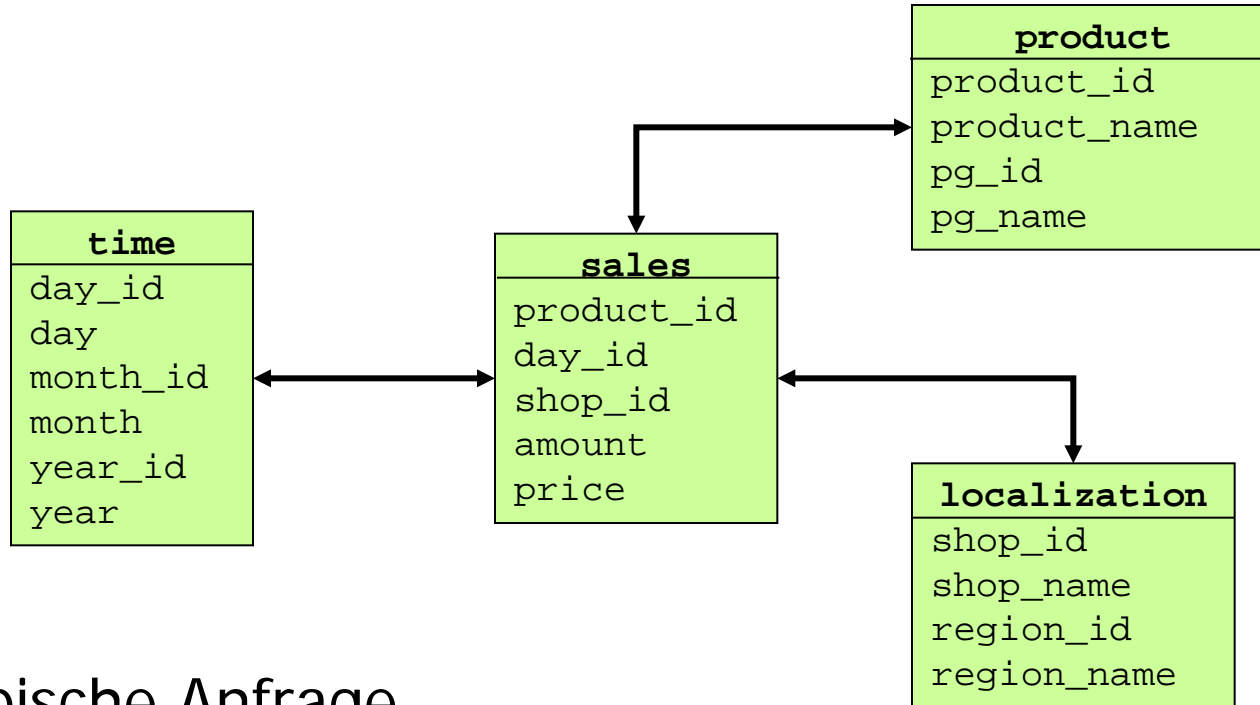 product
product_id
product_name
pg_id
pg_name
time
day_id
day
month_id
month
year_id
year
sales
product_id
day_id
shop_id
amount
price
localization
shop_id
shop_name
region_id
region_name
Anfrage